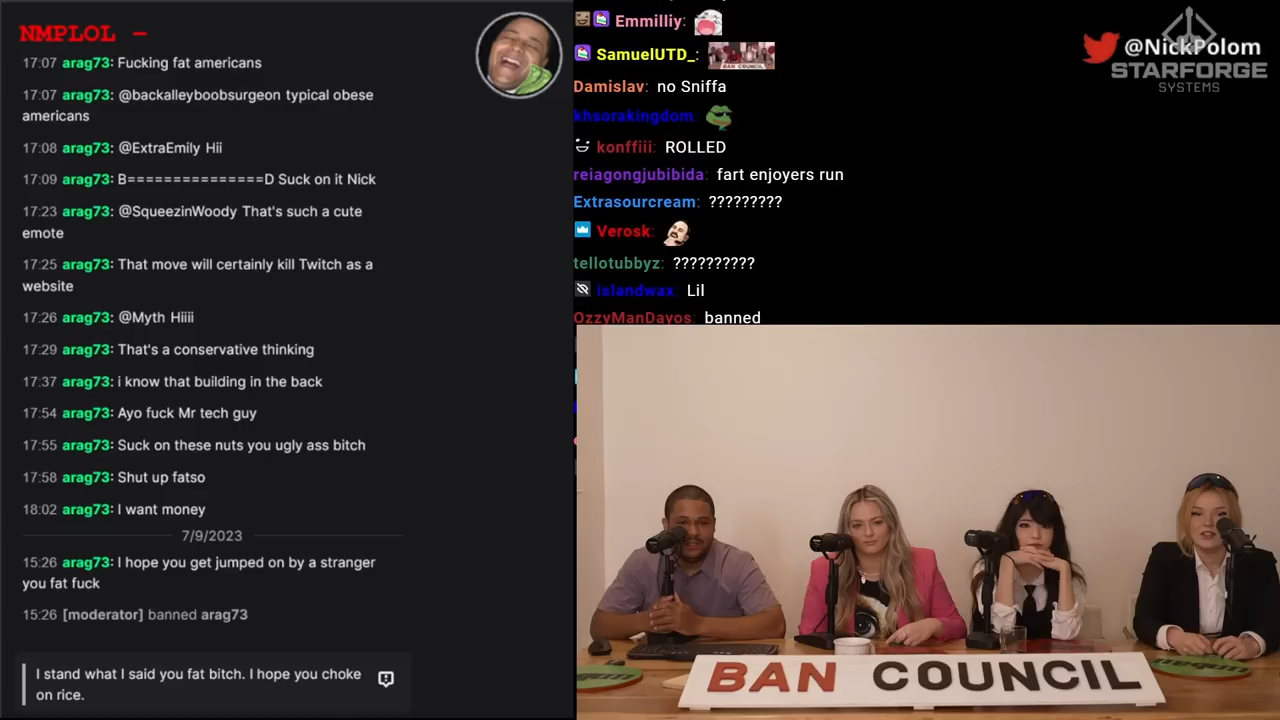 NMPLOL -
17:07 arag73: Fucking fat americans
17:07 arag73: @backalleyboobsurgeon typical obese
americans
17:08 arag73: @ExtraEmily Hii
17:09 arag73: B===============D Suck on it Nick
17:23 arag73: @SqueezinWoody That's such a cute
emote
17:25 arag73: That move will certainly kill Twitch as a
website
17:26 arag73: @Myth Hiiii
17:29 arag73: That's a conservative thinking
17:37 arag73: i know that building in the back
17:54 arag73: Ayo fuck Mr tech guy
17:55 arag73: Suck on these nuts you ugly ass bitch
17:58 arag73: Shut up fatso
18:02 arag73: I want money
7/9/2023
15:26 arag73: I hope you get jumped on by a stranger
you fat fuck
15:26 [moderator] banned arag73
I stand what I said you fat bitch. I hope you choke
on rice.
Emmilliy:
SamuelUTD_:
BAN COUNCIL
Damislav: no Sniffa
khsorakingdom
konffiii: ROLLED
reiagongjubibida: fart enjoyers run
Extrasourcream: ?????????
Verosk:
tellotubbyz: ??????????
islandwax: Lil
OzzyManDayos: banned
@NickPolom
STARFORGE
SYSTEMS
BAN COUNCIL